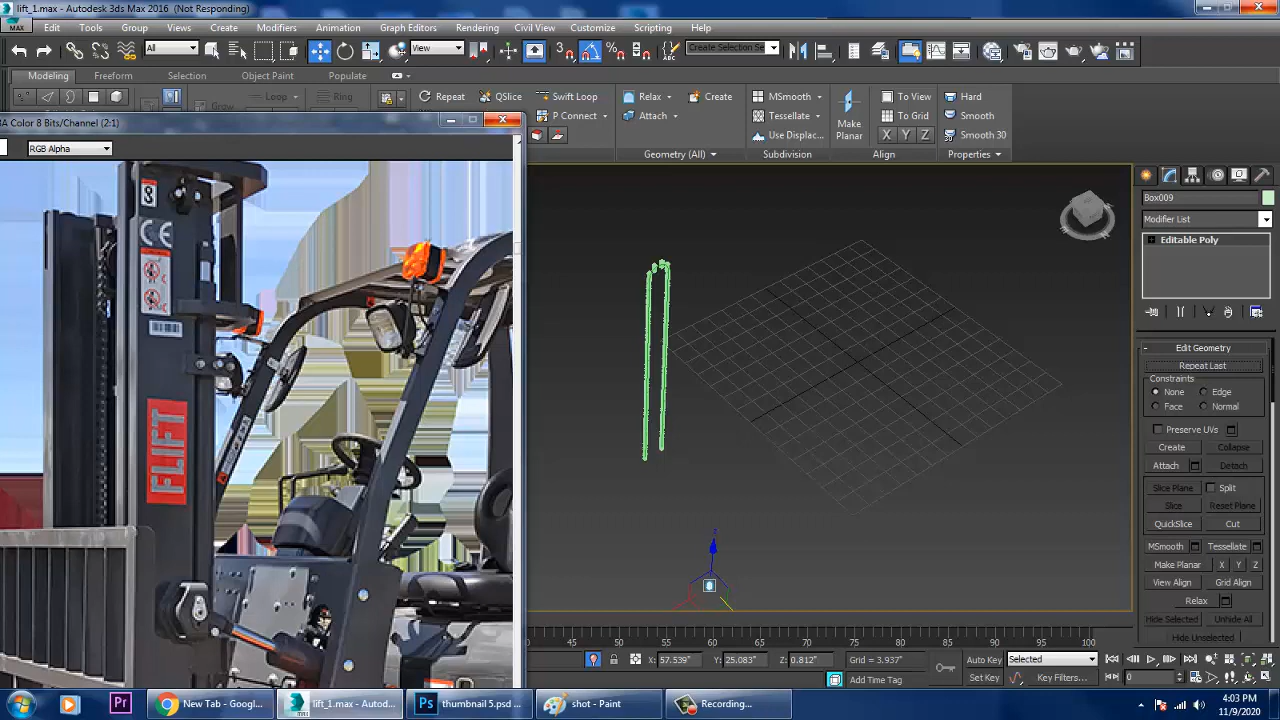 lift_1.max - Autodesk 3ds Max 2016 (Not Responding)
MAX
Edit Tools Group Views Create Modifiers Animation Graph Editors Rendering Civil View Customize Scripting Help
All View 3 % ABC Create Selection Se
Modeling Freeform Selection Object Paint Populate
Loop Ring Repeat QSlice Swift Loop Relax Create MSmooth To View Hard
Grow P Connect Attach Make Planar Tessellate To Grid Smooth
Use Displac... X Y Z Smooth 30
Geometry (All) Subdivision Align Properties
A Color 8 Bits/Channel (2:1)
RGB Alpha
8
CE
FLIFT
Box009
Modifier List
Editable Poly
Edit Geometry
Repeat Last
Constraints
None Edge
Face Normal
Preserve UVs
Create Collapse
Attach Detach
Slice Plane Split
Slice Reset Plane
QuickSlice Cut
MSmooth Tessellate
Make Planar X Y Z
View Align Grid Align
Relax
Hide Selected Unhide All
Hide Unselected
45 50 55 60 65 70 75 80 85 90 95 100
X: 57.539" Y: 25.083" Z: 0.812" Grid = 3.937" Auto Key Selected
Add Time Tag Set Key Key Filters... 0
Pr New Tab - Googl... lift_1.max - Autod... Ps thumbnail 5.psd ... shot - Paint Recording...
4:03 PM
11/9/2020